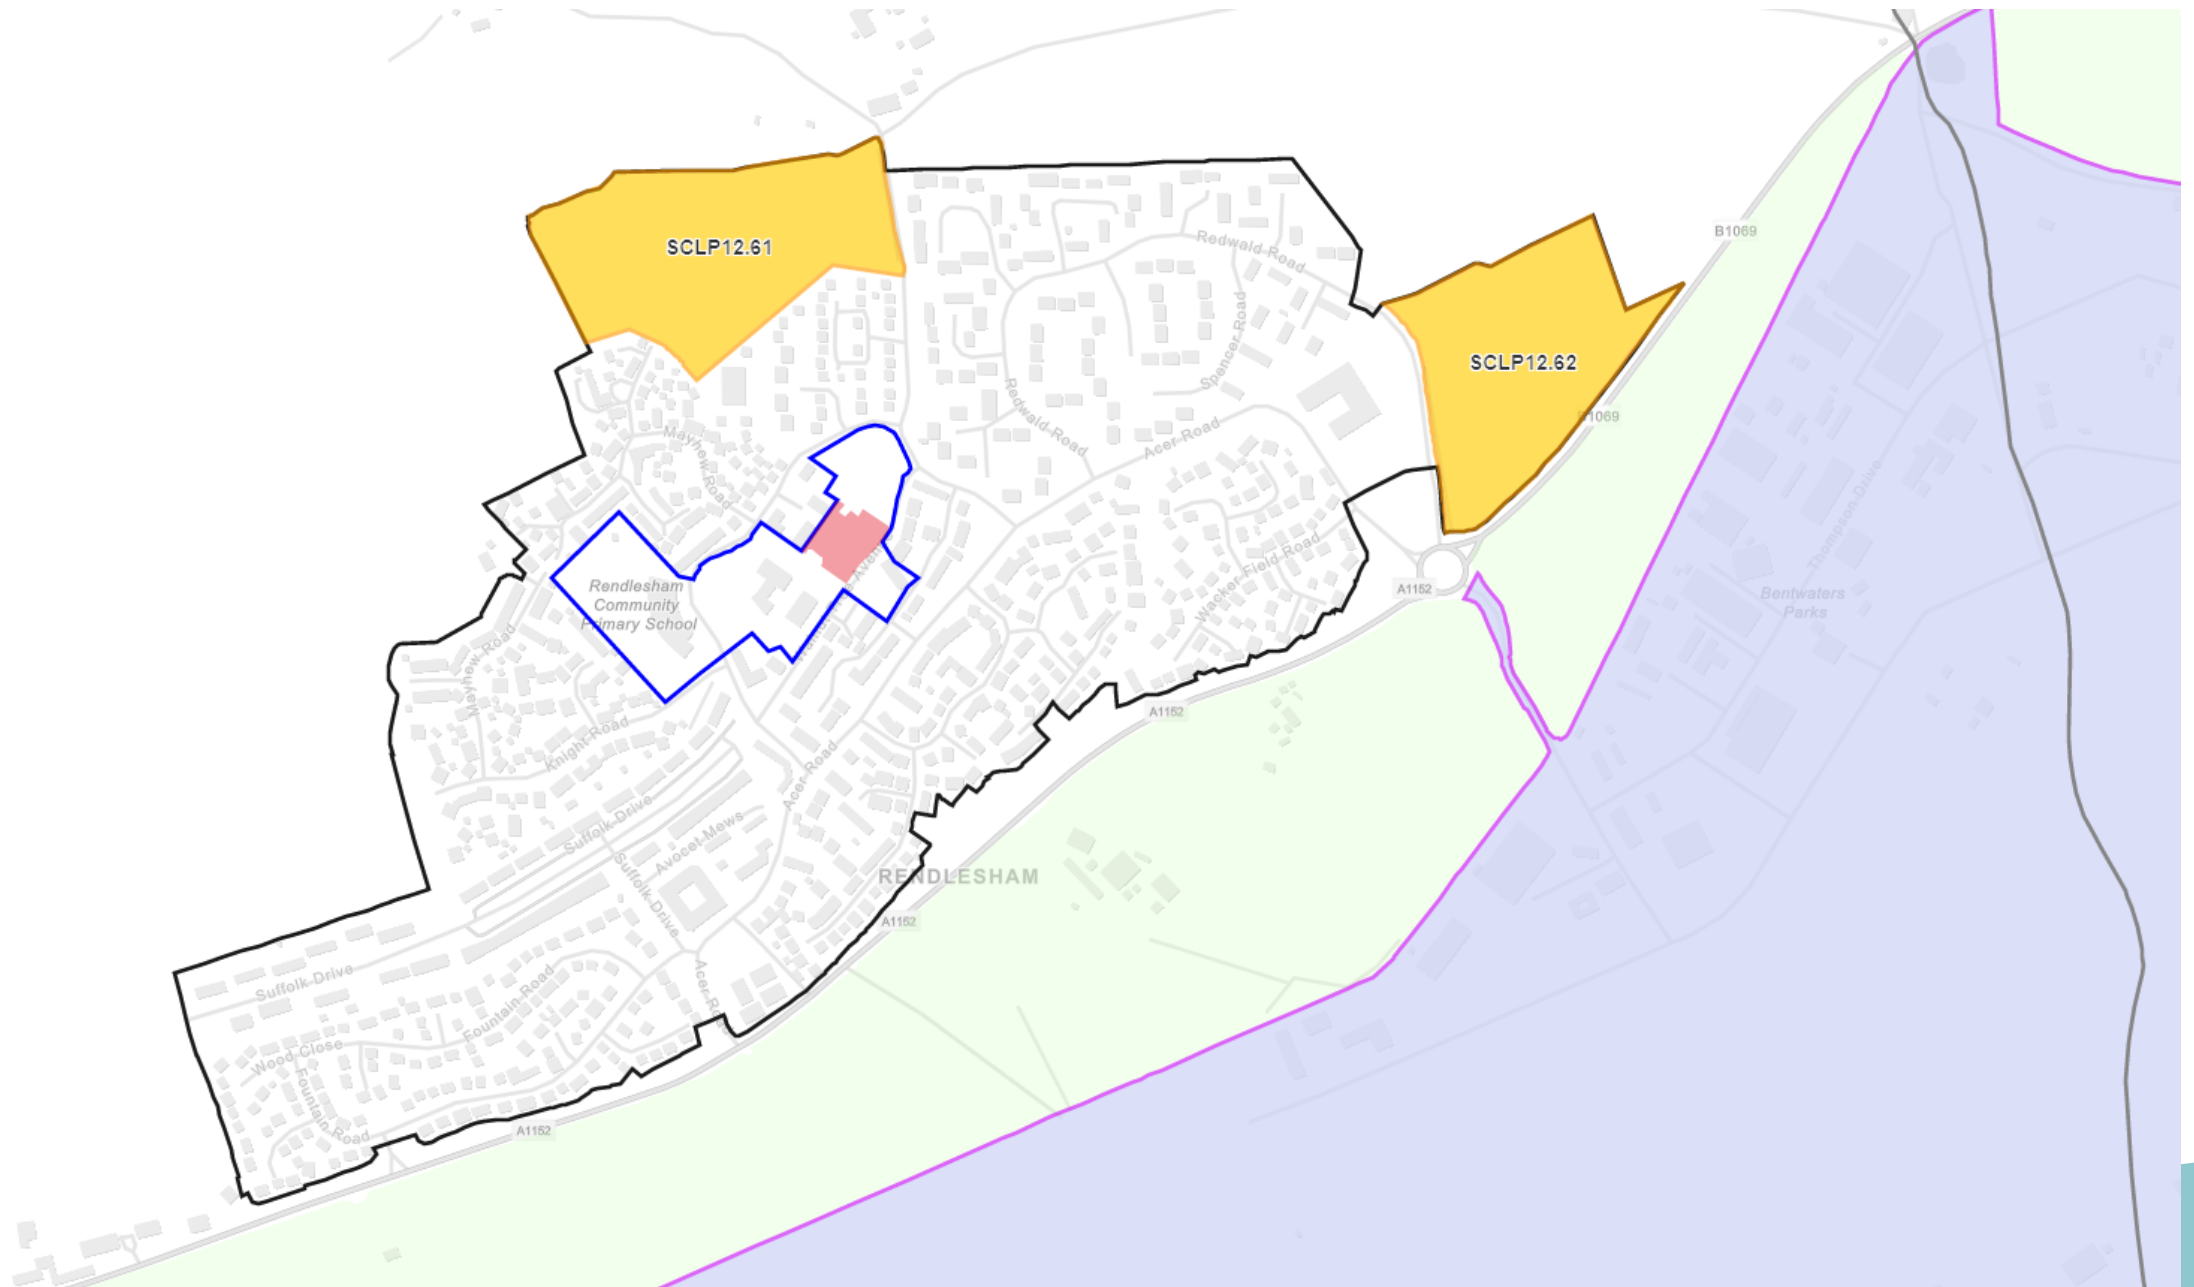 SCLP12.61
Redwald Road
B1069
SCLP12.62
Spencer Road
B1069
Redwald Road
Acer Road
Mayhew Road
Thompson Drive
Wacker Field Road
Rendlesham
Community
Primary School
A1152
Bentwaters
Parks
Mayhew Road
A1152
Knight Road
Acer Road
Suffolk Drive
Avocet Mews
RENDLESHAM
Suffolk Drive
A1152
Suffolk Drive
Fountain Road
Acer Road
Wood Close
Fountain Road
A1152